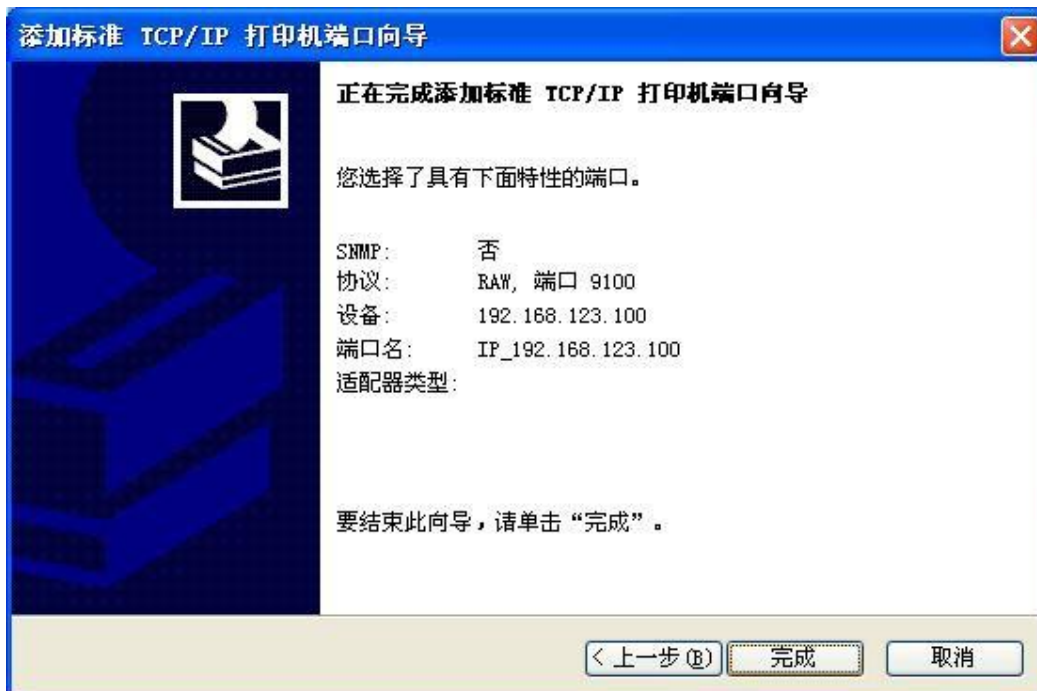 添加标准 TCP/IP 打印机端口向导
正在完成添加标准 TCP/IP 打印机端口向导
您选择了具有下面特性的端口。
SNMP: 否
协议: RAW, 端口 9100
设备: 192.168.123.100
端口名: IP_192.168.123.100
适配器类型:
要结束此向导,请单击“完成”。
< 上一步(B) 完成 取消